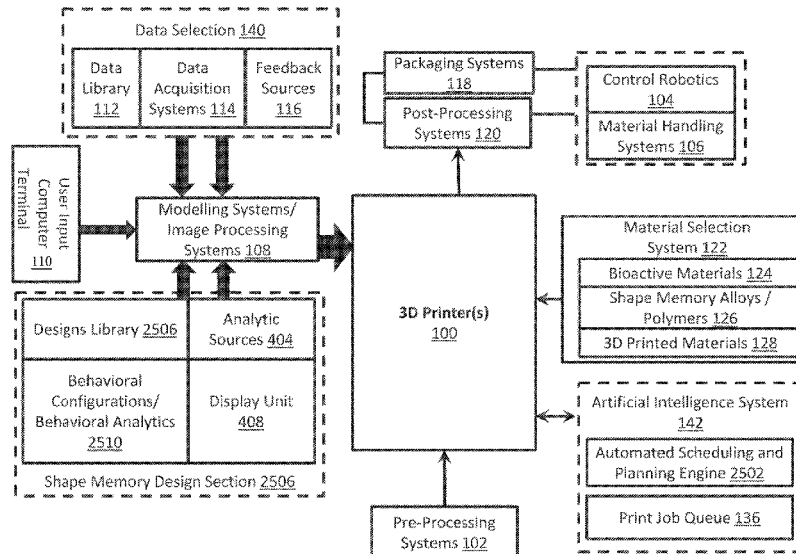 Data Selection 140
Data
Library
112
Data
Acquisition
Systems 114
Feedback
Sources
116
User Input
Computer
Terminal
110
Modelling Systems/
Image Processing
Systems 108
Designs Library 2506
Analytic
Sources 404
Behavioral
Configurations/
Behavioral Analytics
2510
Display Unit
408
Shape Memory Design Section 2506
Packaging Systems
118
Post-Processing
Systems 120
Control Robotics
104
Material Handling
Systems 106
3D Printer(s)
100
Material Selection
System 122
Bioactive Materials 124
Shape Memory Alloys /
Polymers 126
3D Printed Materials 128
Artificial Intelligence System
142
Automated Scheduling and
Planning Engine 2502
Print Job Queue 136
Pre-Processing
Systems 102